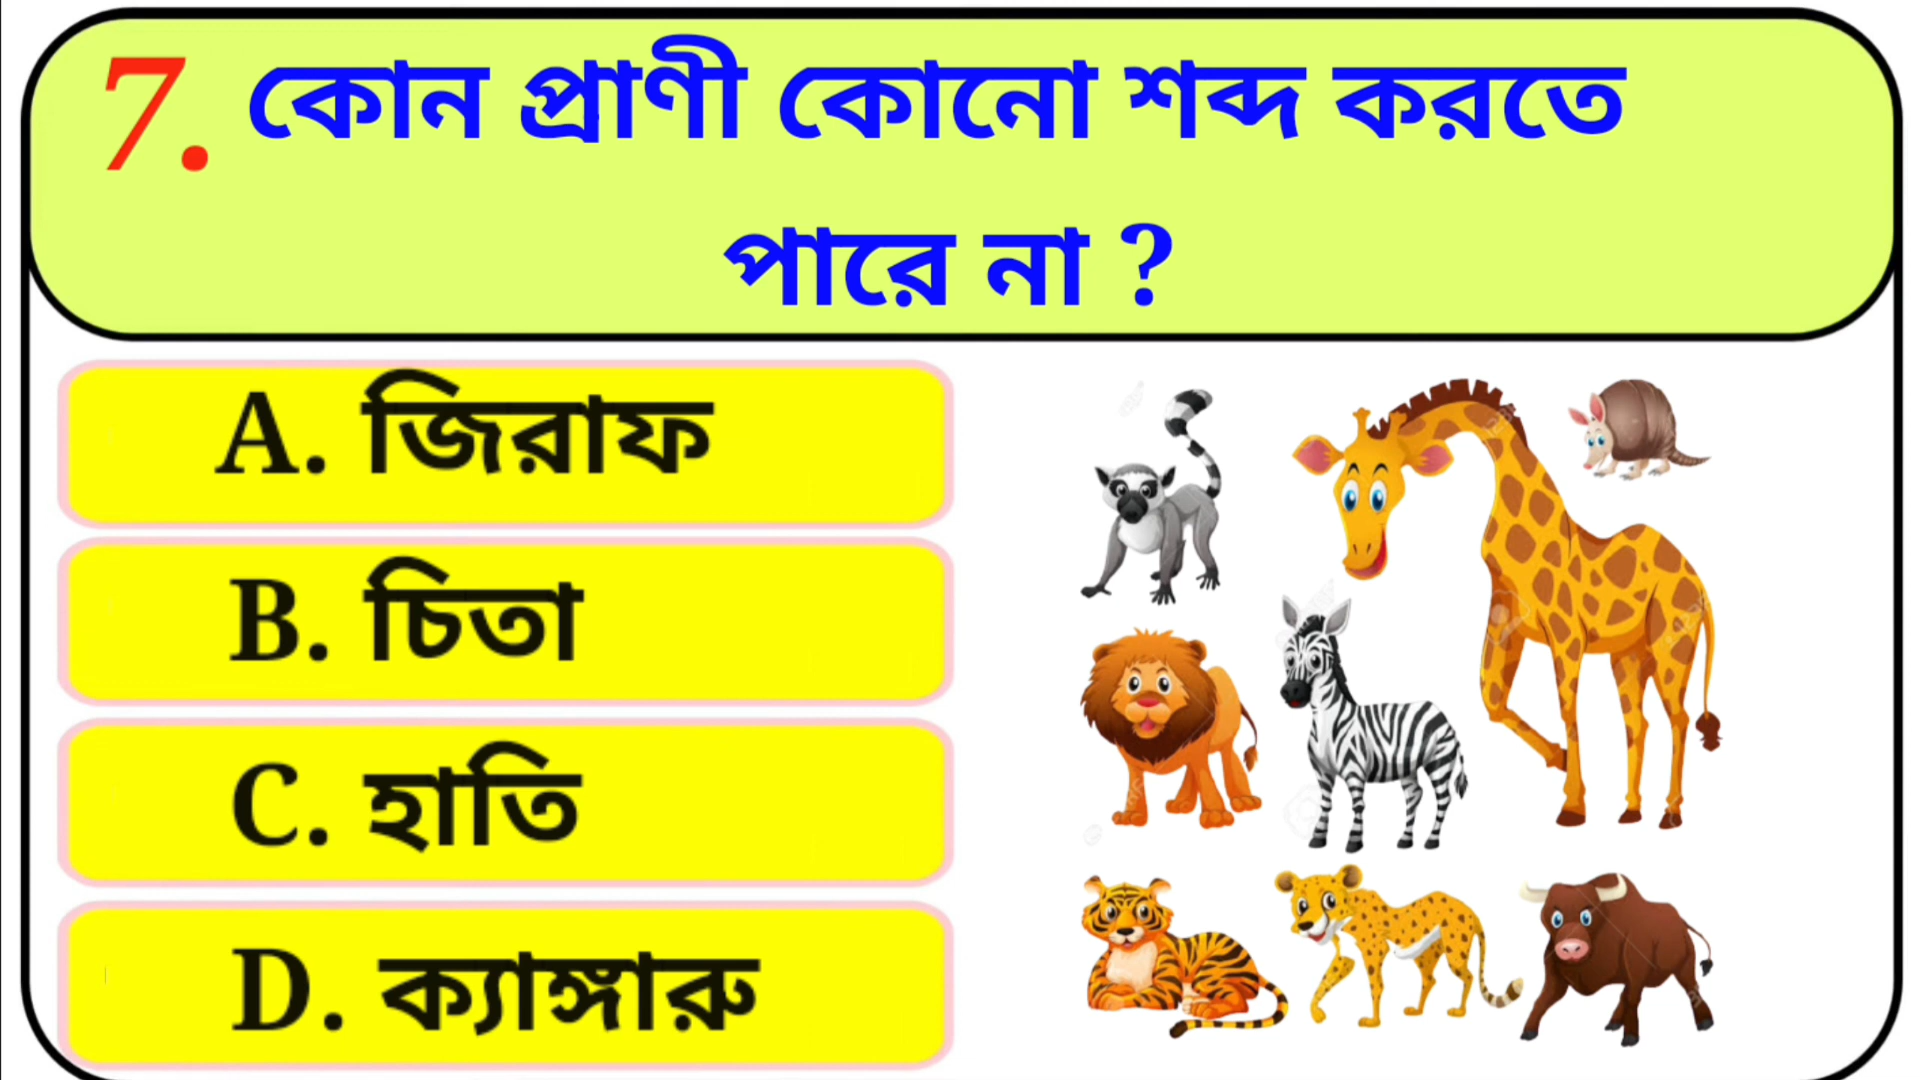 7. কোন প্রাণী কোনো শব্দ করতে
পারে না ?
A. জিরাফ
B. চিতা
C. হাতি
D. ক্যাঙ্গারু